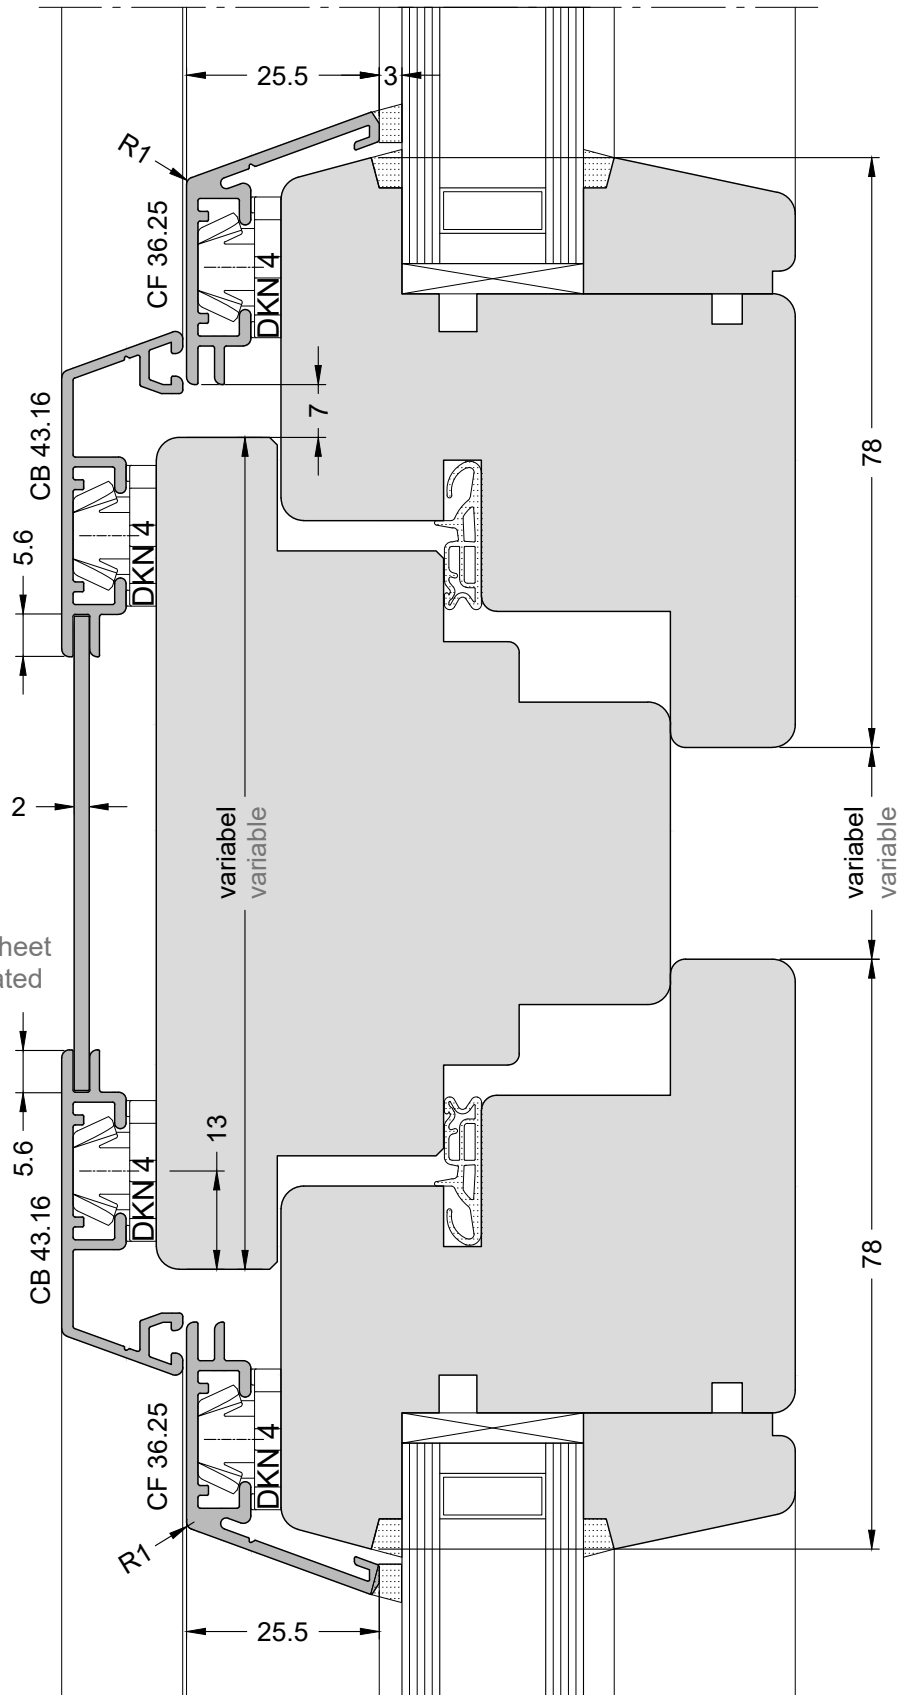 25.5
3
R1
CF 36.25
DKN 4
7
CB 43.16
78
5.6
DKN 4
2
variabel
variable
variabel
variable
heet
ated
13
5.6
DKN 4
CB 43.16
78
CF 36.25
DKN 4
R1
25.5